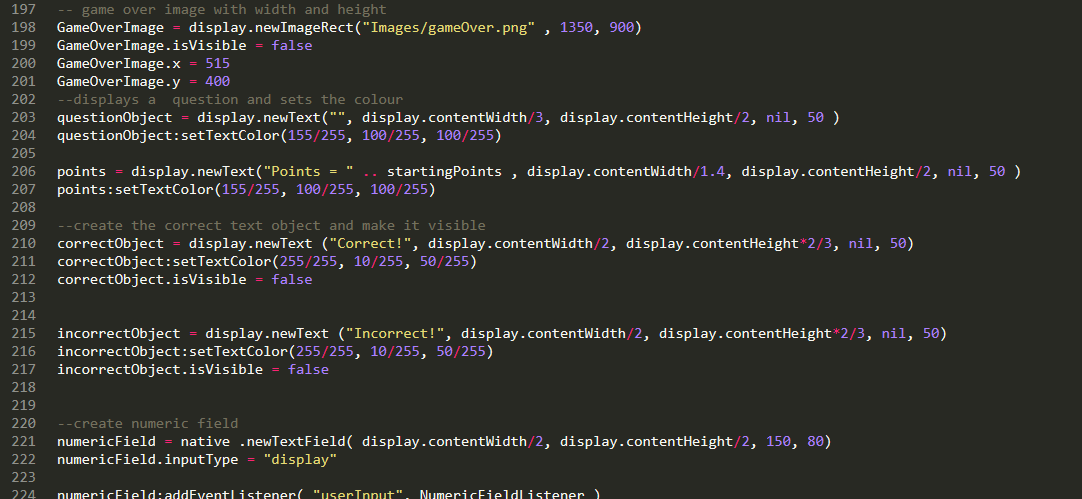 197 -- game over image with width and height
198 GameOverImage = display.newImageRect("Images/gameOver.png" , 1350, 900)
199 GameOverImage.isVisible = false
200 GameOverImage.x = 515
201 GameOverImage.y = 400
202 --displays a  question and sets the colour
203 questionObject = display.newText("", display.contentWidth/3, display.contentHeight/2, nil, 50 )
204 questionObject:setTextColor(155/255, 100/255, 100/255)
205
206 points = display.newText("Points = " .. startingPoints , display.contentWidth/1.4, display.contentHeight/2, nil, 50 )
207 points:setTextColor(155/255, 100/255, 100/255)
208
209 --create the correct text object and make it visible
210 correctObject = display.newText ("Correct!", display.contentWidth/2, display.contentHeight*2/3, nil, 50)
211 correctObject:setTextColor(255/255, 10/255, 50/255)
212 correctObject.isVisible = false
213
214
215 incorrectObject = display.newText ("Incorrect!", display.contentWidth/2, display.contentHeight*2/3, nil, 50)
216 incorrectObject:setTextColor(255/255, 10/255, 50/255)
217 incorrectObject.isVisible = false
218
219
220 --create numeric field
221 numericField = native .newTextField( display.contentWidth/2, display.contentHeight/2, 150, 80)
222 numericField.inputType = "display"
223
224 numericField:addEventListener( "userInput", NumericFieldListener )